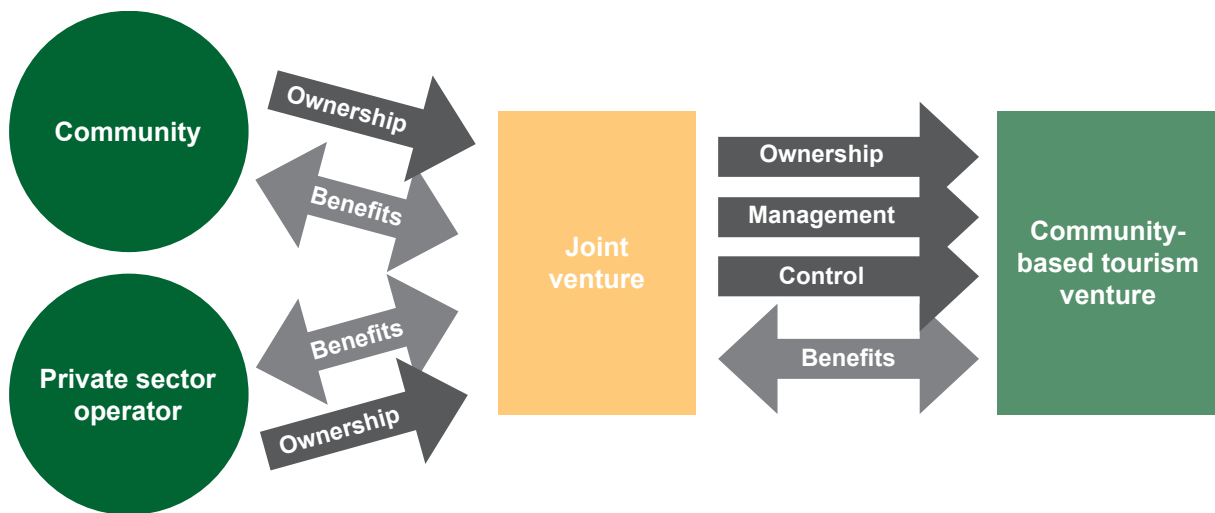 Community
Ownership
Benefits
Benefits
Private sector
operator
Ownership
Joint
venture
Ownership
Management
Control
Benefits
Community-
based tourism
venture